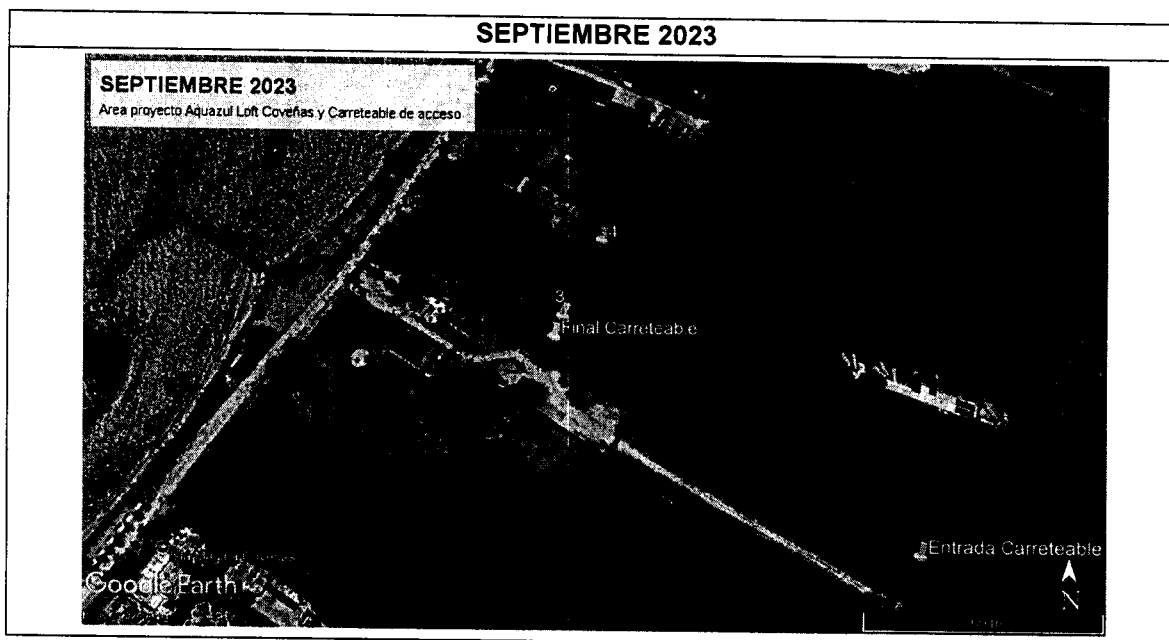 SEPTIEMBRE 2023
SEPTIEMBRE 2023
Area proyecto Aquazul Loft Coveñas y Carreteable de acceso
4
3
Final Carreteable
Entrada Carreteable
Google Earth
N